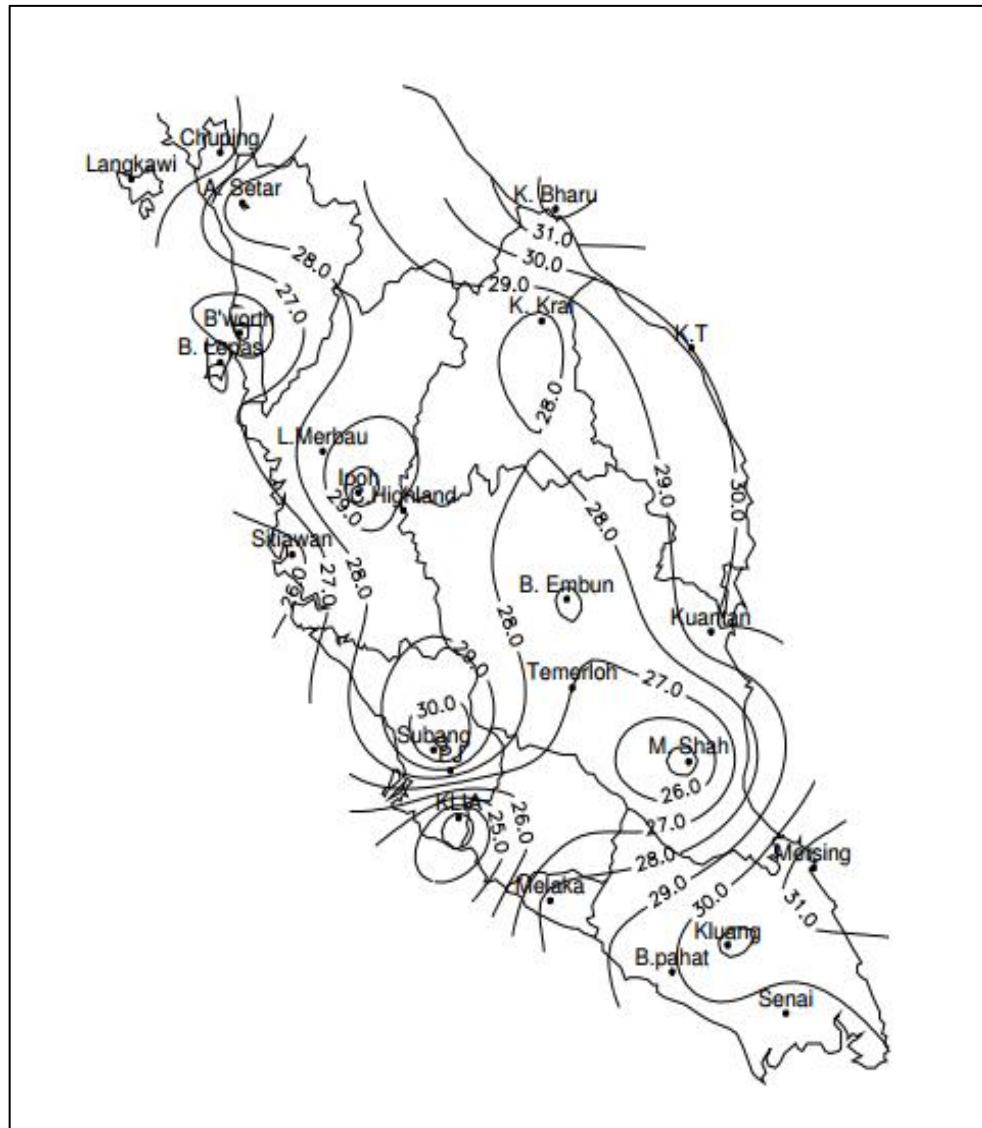 Chuping
Langkawi
A. Setar
K. Bharu
31.0
30.0
28.0
29.0
27.0
K. Krai
B'worth
K.T
B. Lepas
28.0
L.Merbau
Ipoh
29.0
C.Highland
29.0
30.0
28.0
Sitiawan
27.0
28.0
26.0
B. Embun
28.0
Kuantan
29.0
Temerloh
27.0
30.0
Subang
PJ
M. Shah
26.0
KLIA
26.0
25.0
27.0
28.0
Mersing
29.0
Melaka
30.0
31.0
Kluang
B.pahat
Senai